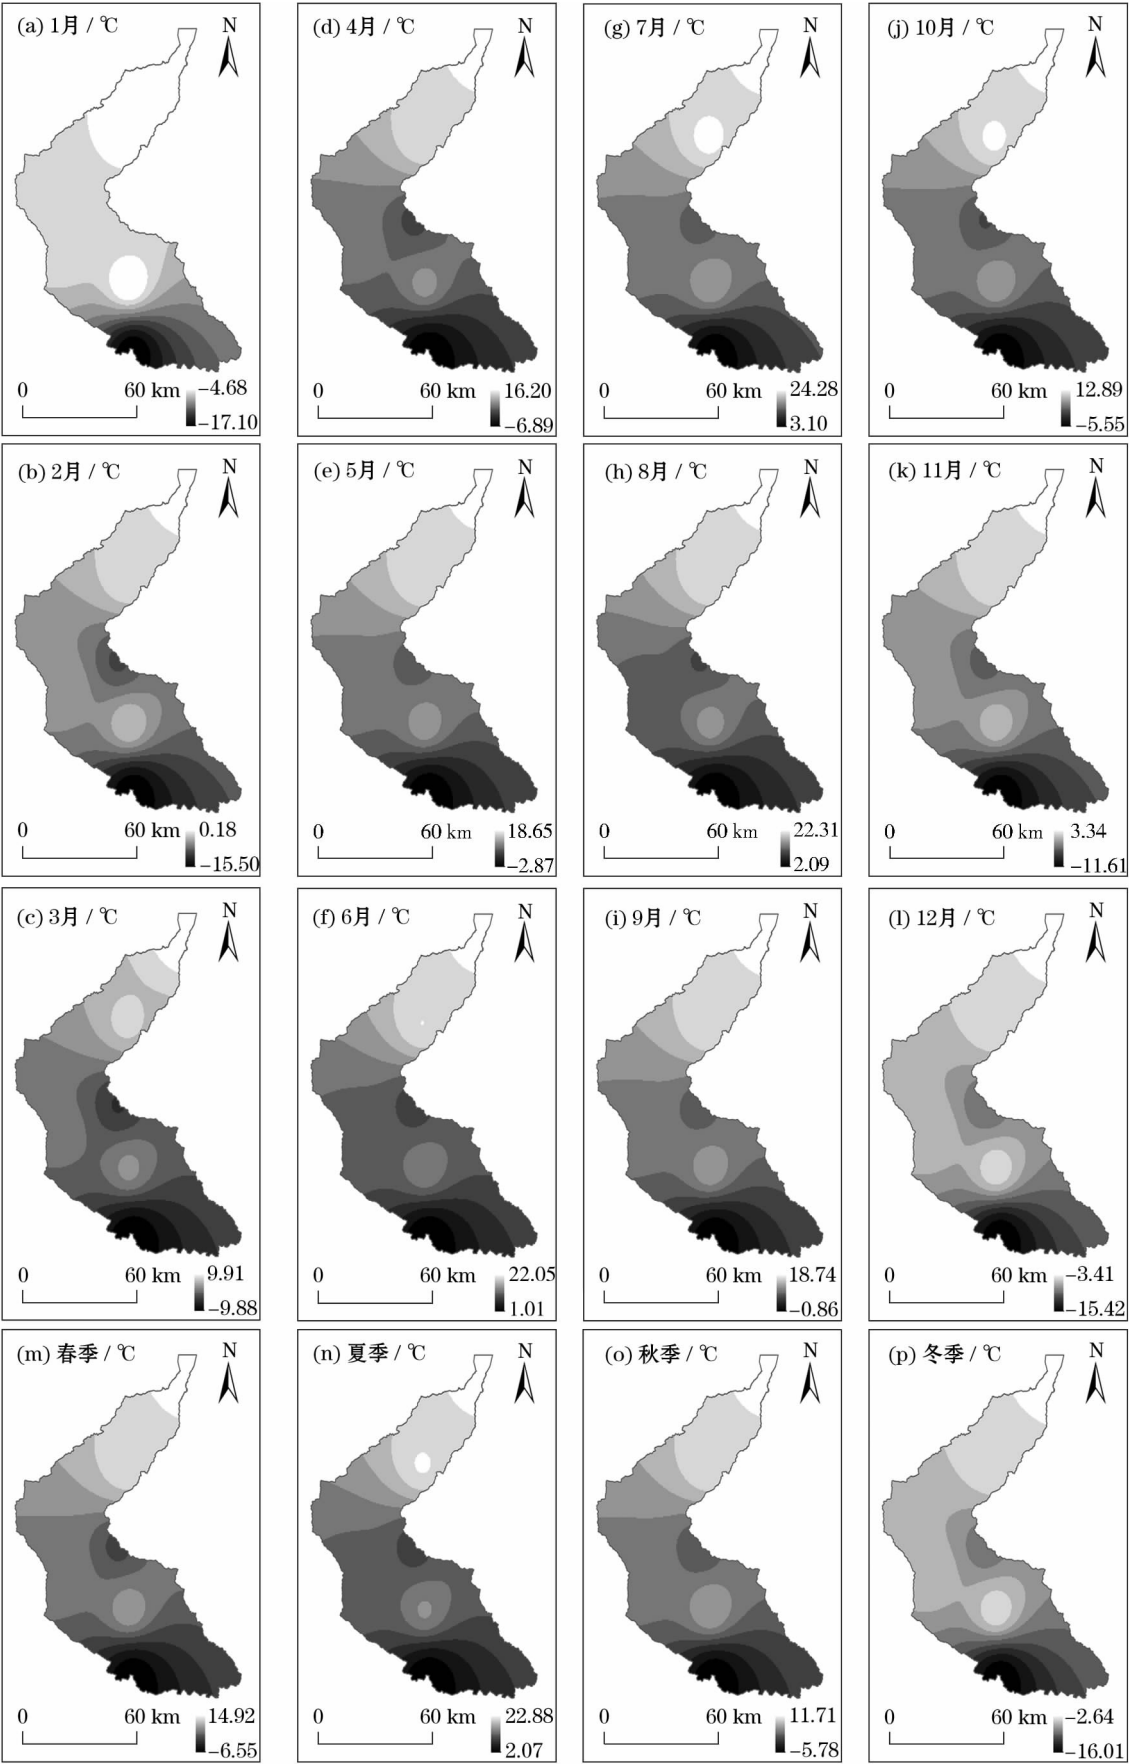 (a) 1月 / ℃
N
0 60 km
−4.68
−17.10
(d) 4月 / ℃
N
0 60 km
16.20
−6.89
(g) 7月 / ℃
N
0 60 km
24.28
3.10
(j) 10月 / ℃
N
0 60 km
12.89
−5.55
(b) 2月 / ℃
N
0 60 km
0.18
−15.50
(e) 5月 / ℃
N
0 60 km
18.65
−2.87
(h) 8月 / ℃
N
0 60 km
22.31
2.09
(k) 11月 / ℃
N
0 60 km
3.34
−11.61
(c) 3月 / ℃
N
0 60 km
9.91
−9.88
(f) 6月 / ℃
N
0 60 km
22.05
1.01
(i) 9月 / ℃
N
0 60 km
18.74
−0.86
(l) 12月 / ℃
N
0 60 km
−3.41
−15.42
(m) 春季 / ℃
N
0 60 km
14.92
−6.55
(n) 夏季 / ℃
N
0 60 km
22.88
2.07
(o) 秋季 / ℃
N
0 60 km
11.71
−5.78
(p) 冬季 / ℃
N
0 60 km
−2.64
−16.01